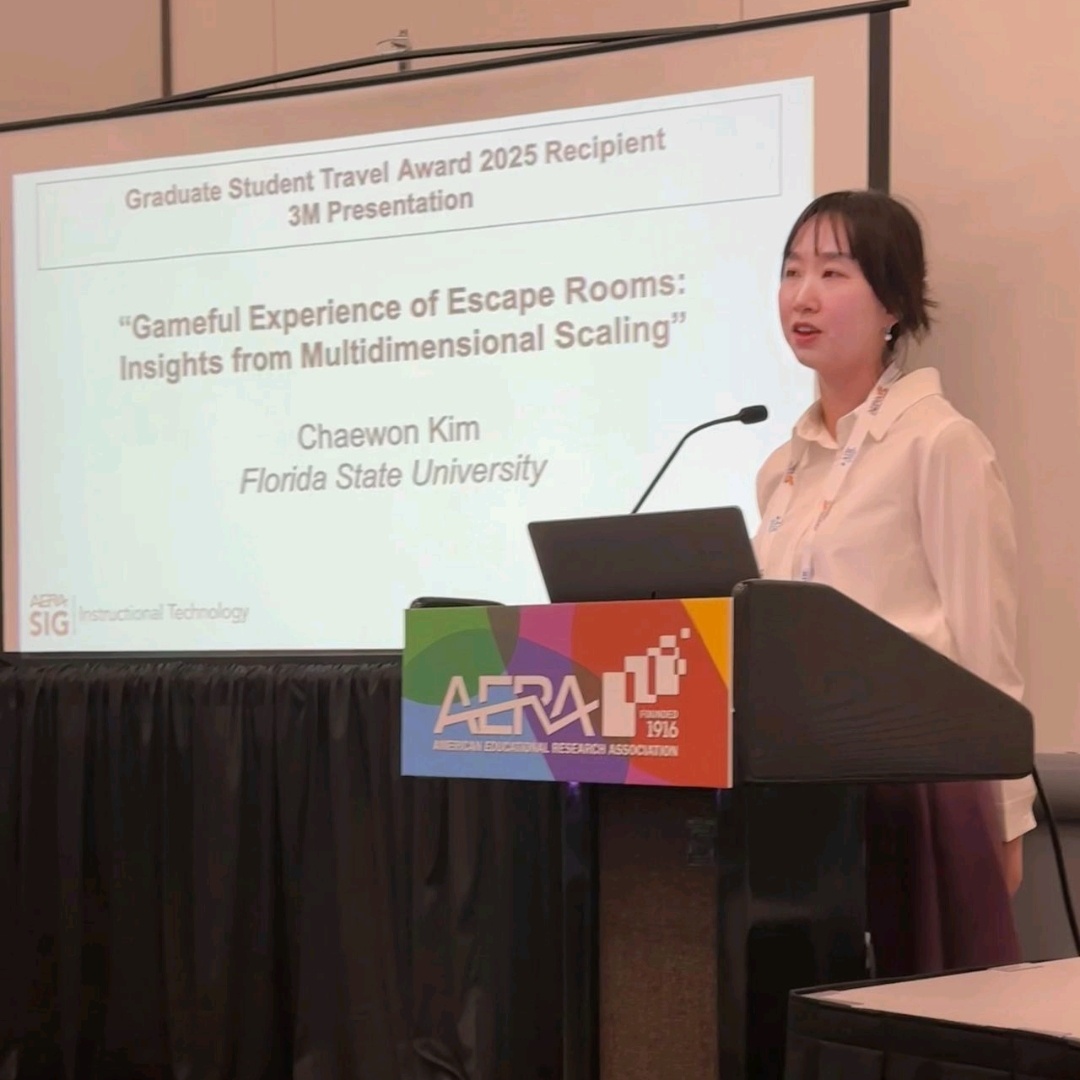 Graduate Student Travel Award 2025 Recipient
3M Presentation
“Gameful Experience of Escape Rooms:
Insights from Multidimensional Scaling”
Chaewon Kim
Florida State University
AERA
SIG
Instructional Technology
AERA
FOUNDED
1916
AMERICAN EDUCATIONAL RESEARCH ASSOCIATION